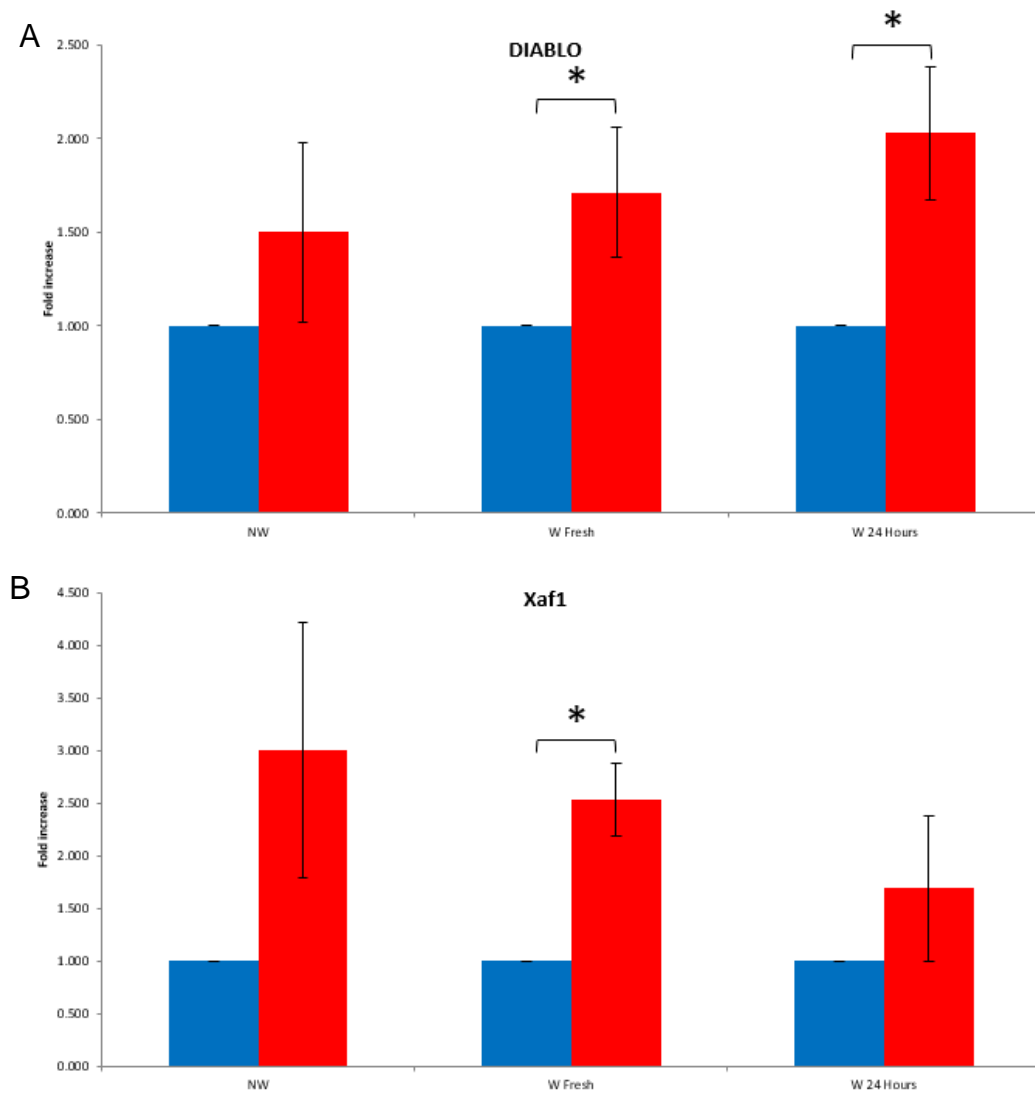 A
DIABLO
*
*
Fold increase
2.500
2.000
1.500
1.000
0.500
0.000
NW
W Fresh
W 24 Hours
B
Xaf1
*
Fold increase
4.500
4.000
3.500
3.000
2.500
2.000
1.500
1.000
0.500
0.000
NW
W Fresh
W 24 Hours